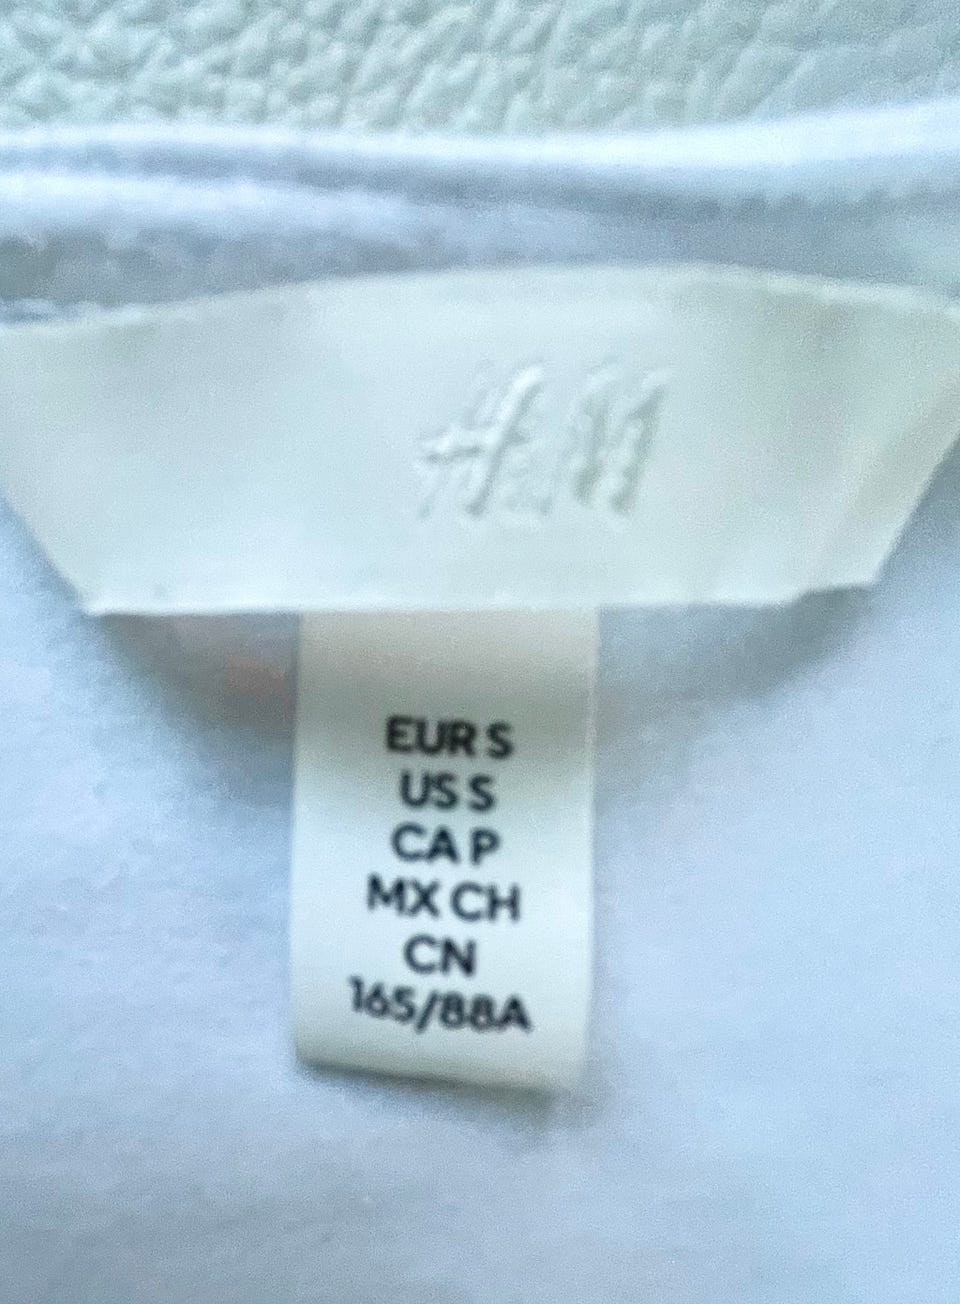 H&M
EUR S
US S
CA P
MX CH
CN
165/88A